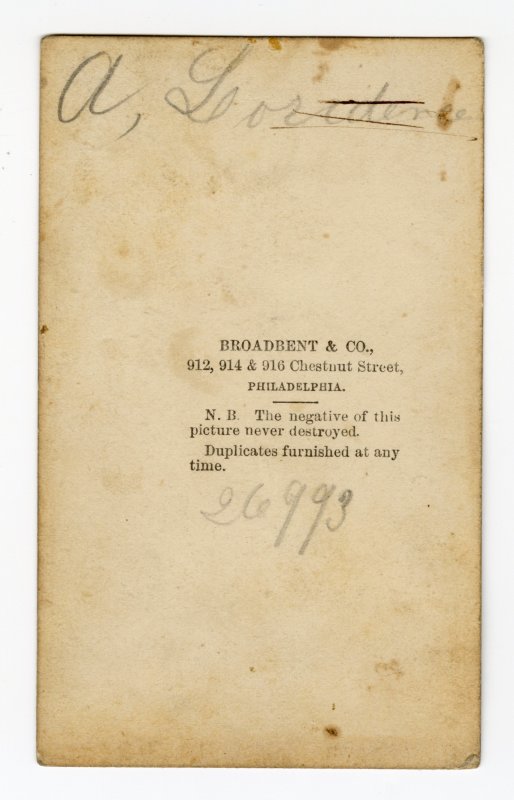 A,
BROADBENT & CO.,
912, 914 & 916 Chestnut Street,
PHILADELPHIA.
N. B. The negative of this
picture never destroyed.
Duplicates furnished at any
time.
26993